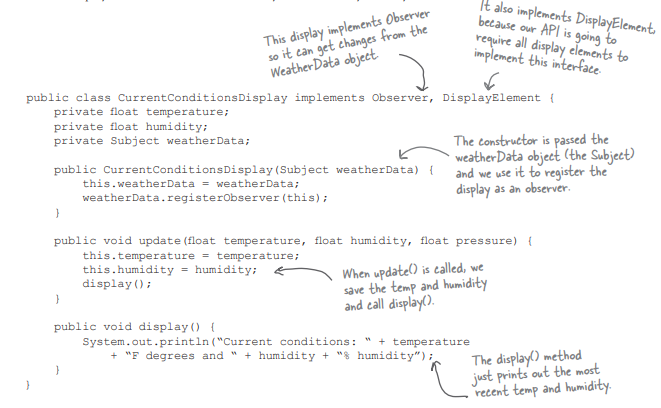 This display implements Observer
so it can get changes from the
WeatherData object.
It also implements DisplayElement,
because our API is going to
require all display elements to
implement this interface.
public class CurrentConditionsDisplay implements Observer, DisplayElement {
private float temperature;
private float humidity;
private Subject weatherData;
The constructor is passed the
weatherData object (the Subject)
and we use it to register the
display as an observer.
public CurrentConditionsDisplay(Subject weatherData) {
this.weatherData = weatherData;
weatherData.registerObserver(this);
}
public void update(float temperature, float humidity, float pressure) {
this.temperature = temperature;
this.humidity = humidity;
display();
}
When update() is called, we
save the temp and humidity
and call display().
public void display() {
System.out.println(“Current conditions: “ + temperature
+ “F degrees and “ + humidity + “% humidity”);
}
}
The display() method
just prints out the most
recent temp and humidity.